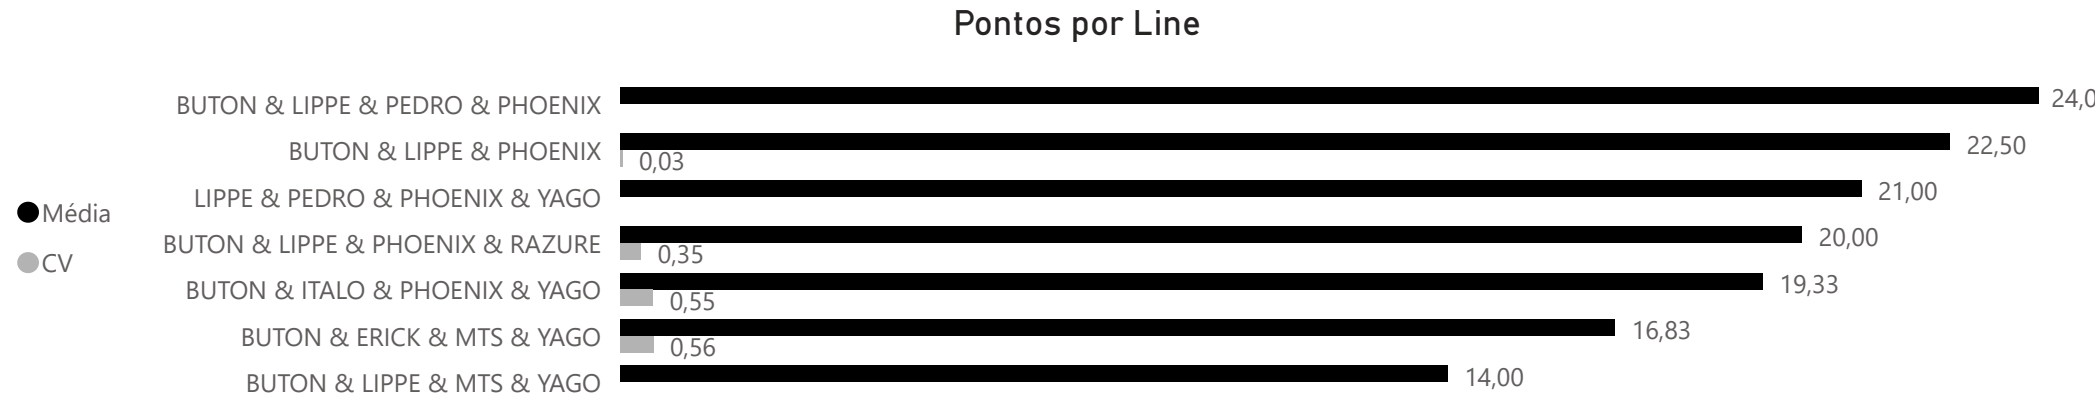 Pontos por Line
BUTON & LIPPE & PEDRO & PHOENIX 24,0
BUTON & LIPPE & PHOENIX 22,50
0,03
LIPPE & PEDRO & PHOENIX & YAGO 21,00
Média
BUTON & LIPPE & PHOENIX & RAZURE 20,00
0,35
CV
BUTON & ITALO & PHOENIX & YAGO 19,33
0,55
BUTON & ERICK & MTS & YAGO 16,83
0,56
BUTON & LIPPE & MTS & YAGO 14,00